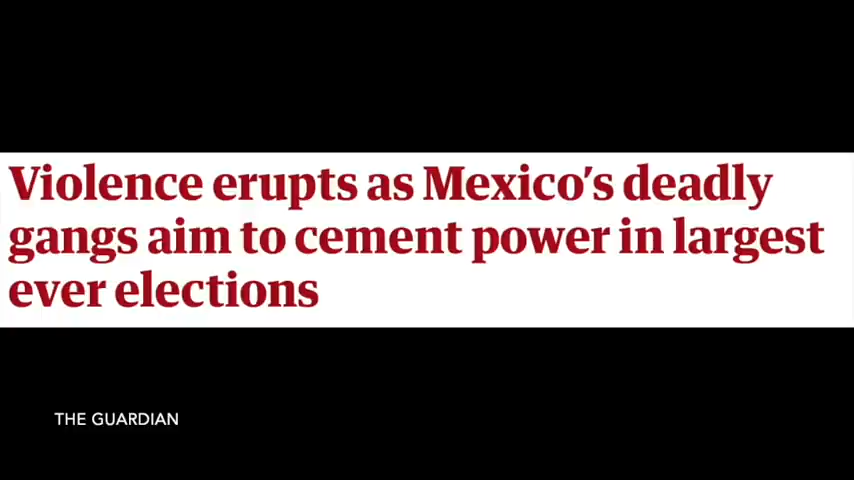 Violence erupts as Mexico’s deadly
gangs aim to cement power in largest
ever elections
THE GUARDIAN